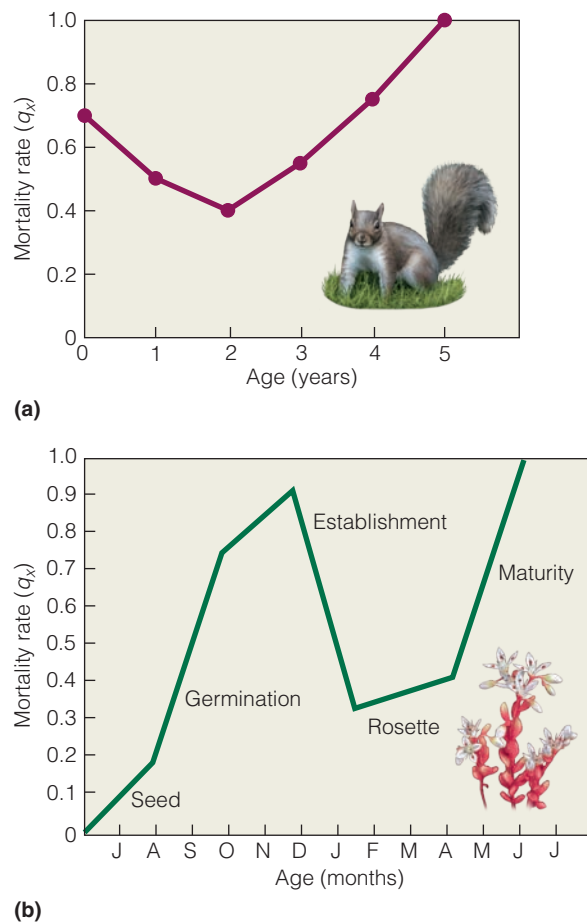 1.0
0.8
0.6
0.4
0.2
0
Mortality rate (qx)
0 1 2 3 4 5
Age (years)
(a)
1.0
0.9
0.8
0.7
0.6
0.5
0.4
0.3
0.2
0.1
0
Mortality rate (qx)
Establishment
Maturity
Germination
Rosette
Seed
J A S O N D J F M A M J J
Age (months)
(b)